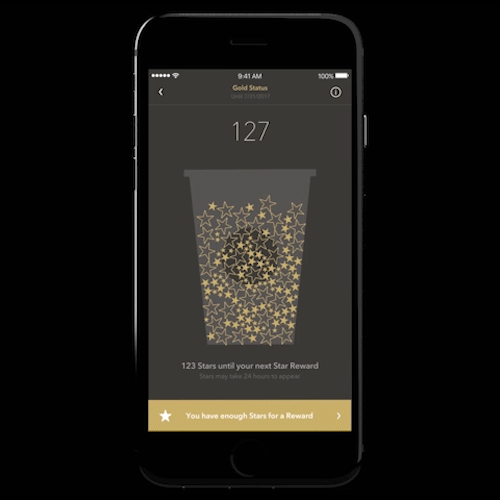 9:41 AM
100%
Gold Status
127
123 Stars until your next Star Reward
Stars may take 24 hours to appear
You have enough Stars for a Reward